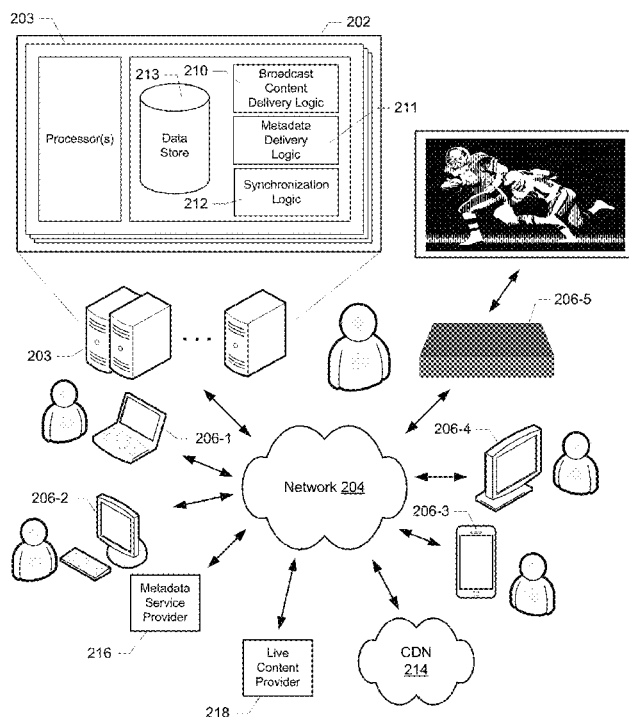 203
202
210
213
Broadcast
Content
Delivery Logic
211
Processor(s)
Data
Store
Metadata
Delivery
Logic
212
Synchronization
Logic
203
206-5
206-1
206-4
206-2
Network 204
206-3
Metadata
Service
Provider
216
Live
Content
Provider
218
CDN
214